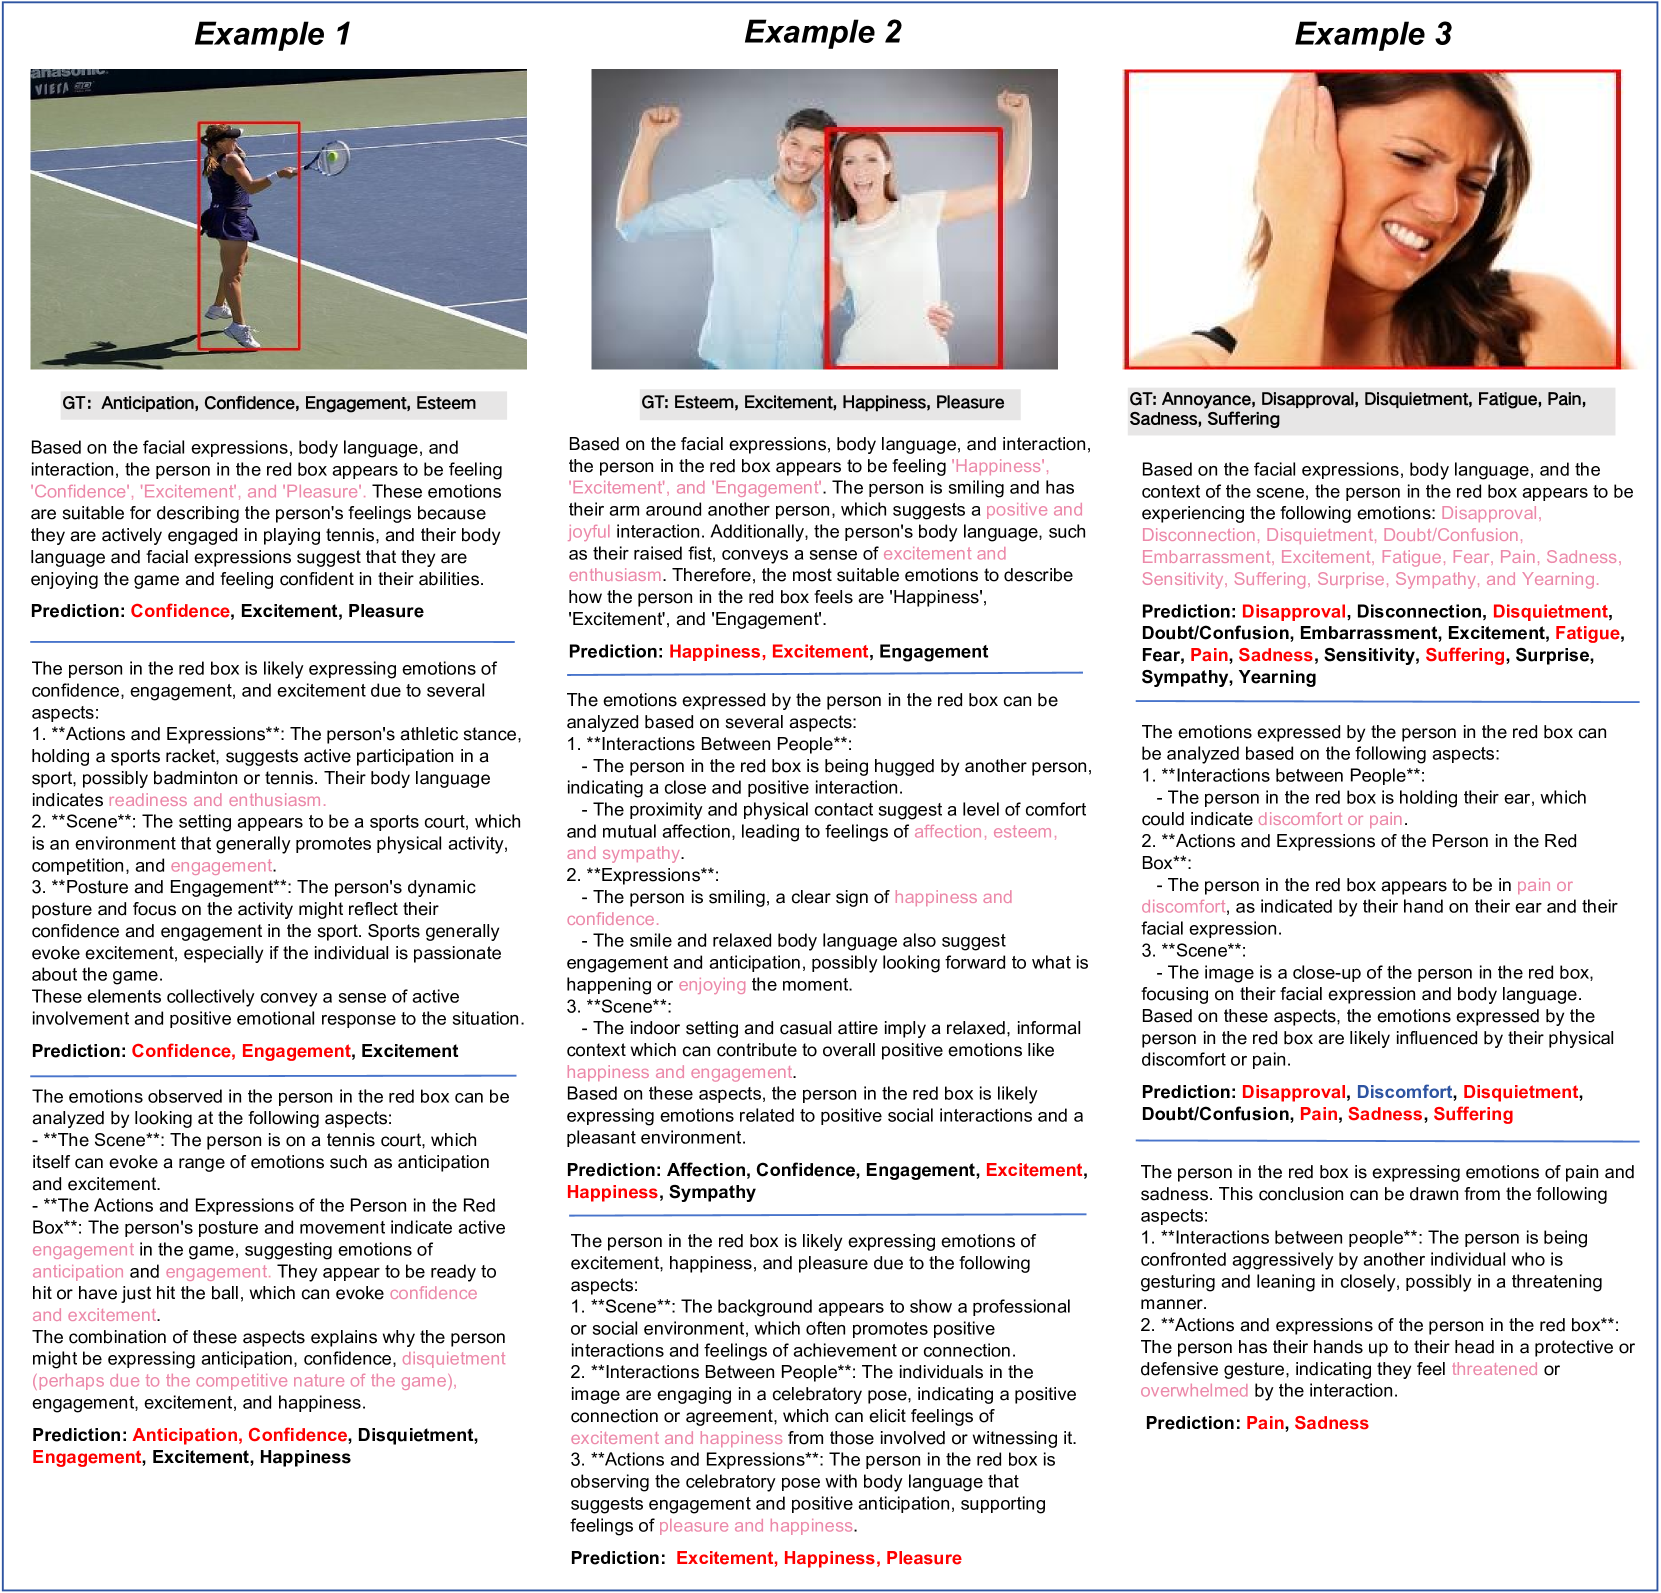 Example 1
anasonic
VIERA
GT: Anticipation, Confidence, Engagement, Esteem
Based on the facial expressions, body language, and
interaction, the person in the red box appears to be feeling
'Confidence', 'Excitement', and 'Pleasure'. These emotions
are suitable for describing the person's feelings because
they are actively engaged in playing tennis, and their body
language and facial expressions suggest that they are
enjoying the game and feeling confident in their abilities.
Prediction: Confidence, Excitement, Pleasure
The person in the red box is likely expressing emotions of
confidence, engagement, and excitement due to several
aspects:
1. **Actions and Expressions**: The person's athletic stance,
holding a sports racket, suggests active participation in a
sport, possibly badminton or tennis. Their body language
indicates readiness and enthusiasm.
2. **Scene**: The setting appears to be a sports court, which
is an environment that generally promotes physical activity,
competition, and engagement.
3. **Posture and Engagement**: The person's dynamic
posture and focus on the activity might reflect their
confidence and engagement in the sport. Sports generally
evoke excitement, especially if the individual is passionate
about the game.
These elements collectively convey a sense of active
involvement and positive emotional response to the situation.
Prediction: Confidence, Engagement, Excitement
The emotions observed in the person in the red box can be
analyzed by looking at the following aspects:
- **The Scene**: The person is on a tennis court, which
itself can evoke a range of emotions such as anticipation
and excitement.
- **The Actions and Expressions of the Person in the Red
Box**: The person's posture and movement indicate active
engagement in the game, suggesting emotions of
anticipation and engagement. They appear to be ready to
hit or have just hit the ball, which can evoke confidence
and excitement.
The combination of these aspects explains why the person
might be expressing anticipation, confidence, disquietment
(perhaps due to the competitive nature of the game),
engagement, excitement, and happiness.
Prediction: Anticipation, Confidence, Disquietment,
Engagement, Excitement, Happiness
Example 2
GT: Esteem, Excitement, Happiness, Pleasure
Based on the facial expressions, body language, and interaction,
the person in the red box appears to be feeling 'Happiness',
'Excitement', and 'Engagement'. The person is smiling and has
their arm around another person, which suggests a positive and
joyful interaction. Additionally, the person's body language, such
as their raised fist, conveys a sense of excitement and
enthusiasm. Therefore, the most suitable emotions to describe
how the person in the red box feels are 'Happiness',
'Excitement', and 'Engagement'.
Prediction: Happiness, Excitement, Engagement
The emotions expressed by the person in the red box can be
analyzed based on several aspects:
1. **Interactions Between People**:
- The person in the red box is being hugged by another person,
indicating a close and positive interaction.
- The proximity and physical contact suggest a level of comfort
and mutual affection, leading to feelings of affection, esteem,
and sympathy.
2. **Expressions**:
- The person is smiling, a clear sign of happiness and
confidence.
- The smile and relaxed body language also suggest
engagement and anticipation, possibly looking forward to what is
happening or enjoying the moment.
3. **Scene**:
- The indoor setting and casual attire imply a relaxed, informal
context which can contribute to overall positive emotions like
happiness and engagement.
Based on these aspects, the person in the red box is likely
expressing emotions related to positive social interactions and a
pleasant environment.
Prediction: Affection, Confidence, Engagement, Excitement,
Happiness, Sympathy
The person in the red box is likely expressing emotions of
excitement, happiness, and pleasure due to the following
aspects:
1. **Scene**: The background appears to show a professional
or social environment, which often promotes positive
interactions and feelings of achievement or connection.
2. **Interactions Between People**: The individuals in the
image are engaging in a celebratory pose, indicating a positive
connection or agreement, which can elicit feelings of
excitement and happiness from those involved or witnessing it.
3. **Actions and Expressions**: The person in the red box is
observing the celebratory pose with body language that
suggests engagement and positive anticipation, supporting
feelings of pleasure and happiness.
Prediction: Excitement, Happiness, Pleasure
Example 3
GT: Annoyance, Disapproval, Disquietment, Fatigue, Pain,
Sadness, Suffering
Based on the facial expressions, body language, and the
context of the scene, the person in the red box appears to be
experiencing the following emotions: Disapproval,
Disconnection, Disquietment, Doubt/Confusion,
Embarrassment, Excitement, Fatigue, Fear, Pain, Sadness,
Sensitivity, Suffering, Surprise, Sympathy, and Yearning.
Prediction: Disapproval, Disconnection, Disquietment,
Doubt/Confusion, Embarrassment, Excitement, Fatigue,
Fear, Pain, Sadness, Sensitivity, Suffering, Surprise,
Sympathy, Yearning
The emotions expressed by the person in the red box can
be analyzed based on the following aspects:
1. **Interactions between People**:
- The person in the red box is holding their ear, which
could indicate discomfort or pain.
2. **Actions and Expressions of the Person in the Red
Box**:
- The person in the red box appears to be in pain or
discomfort, as indicated by their hand on their ear and their
facial expression.
3. **Scene**:
- The image is a close-up of the person in the red box,
focusing on their facial expression and body language.
Based on these aspects, the emotions expressed by the
person in the red box are likely influenced by their physical
discomfort or pain.
Prediction: Disapproval, Discomfort, Disquietment,
Doubt/Confusion, Pain, Sadness, Suffering
The person in the red box is expressing emotions of pain and
sadness. This conclusion can be drawn from the following
aspects:
1. **Interactions between people**: The person is being
confronted aggressively by another individual who is
gesturing and leaning in closely, possibly in a threatening
manner.
2. **Actions and expressions of the person in the red box**:
The person has their hands up to their head in a protective or
defensive gesture, indicating they feel threatened or
overwhelmed by the interaction.
Prediction: Pain, Sadness